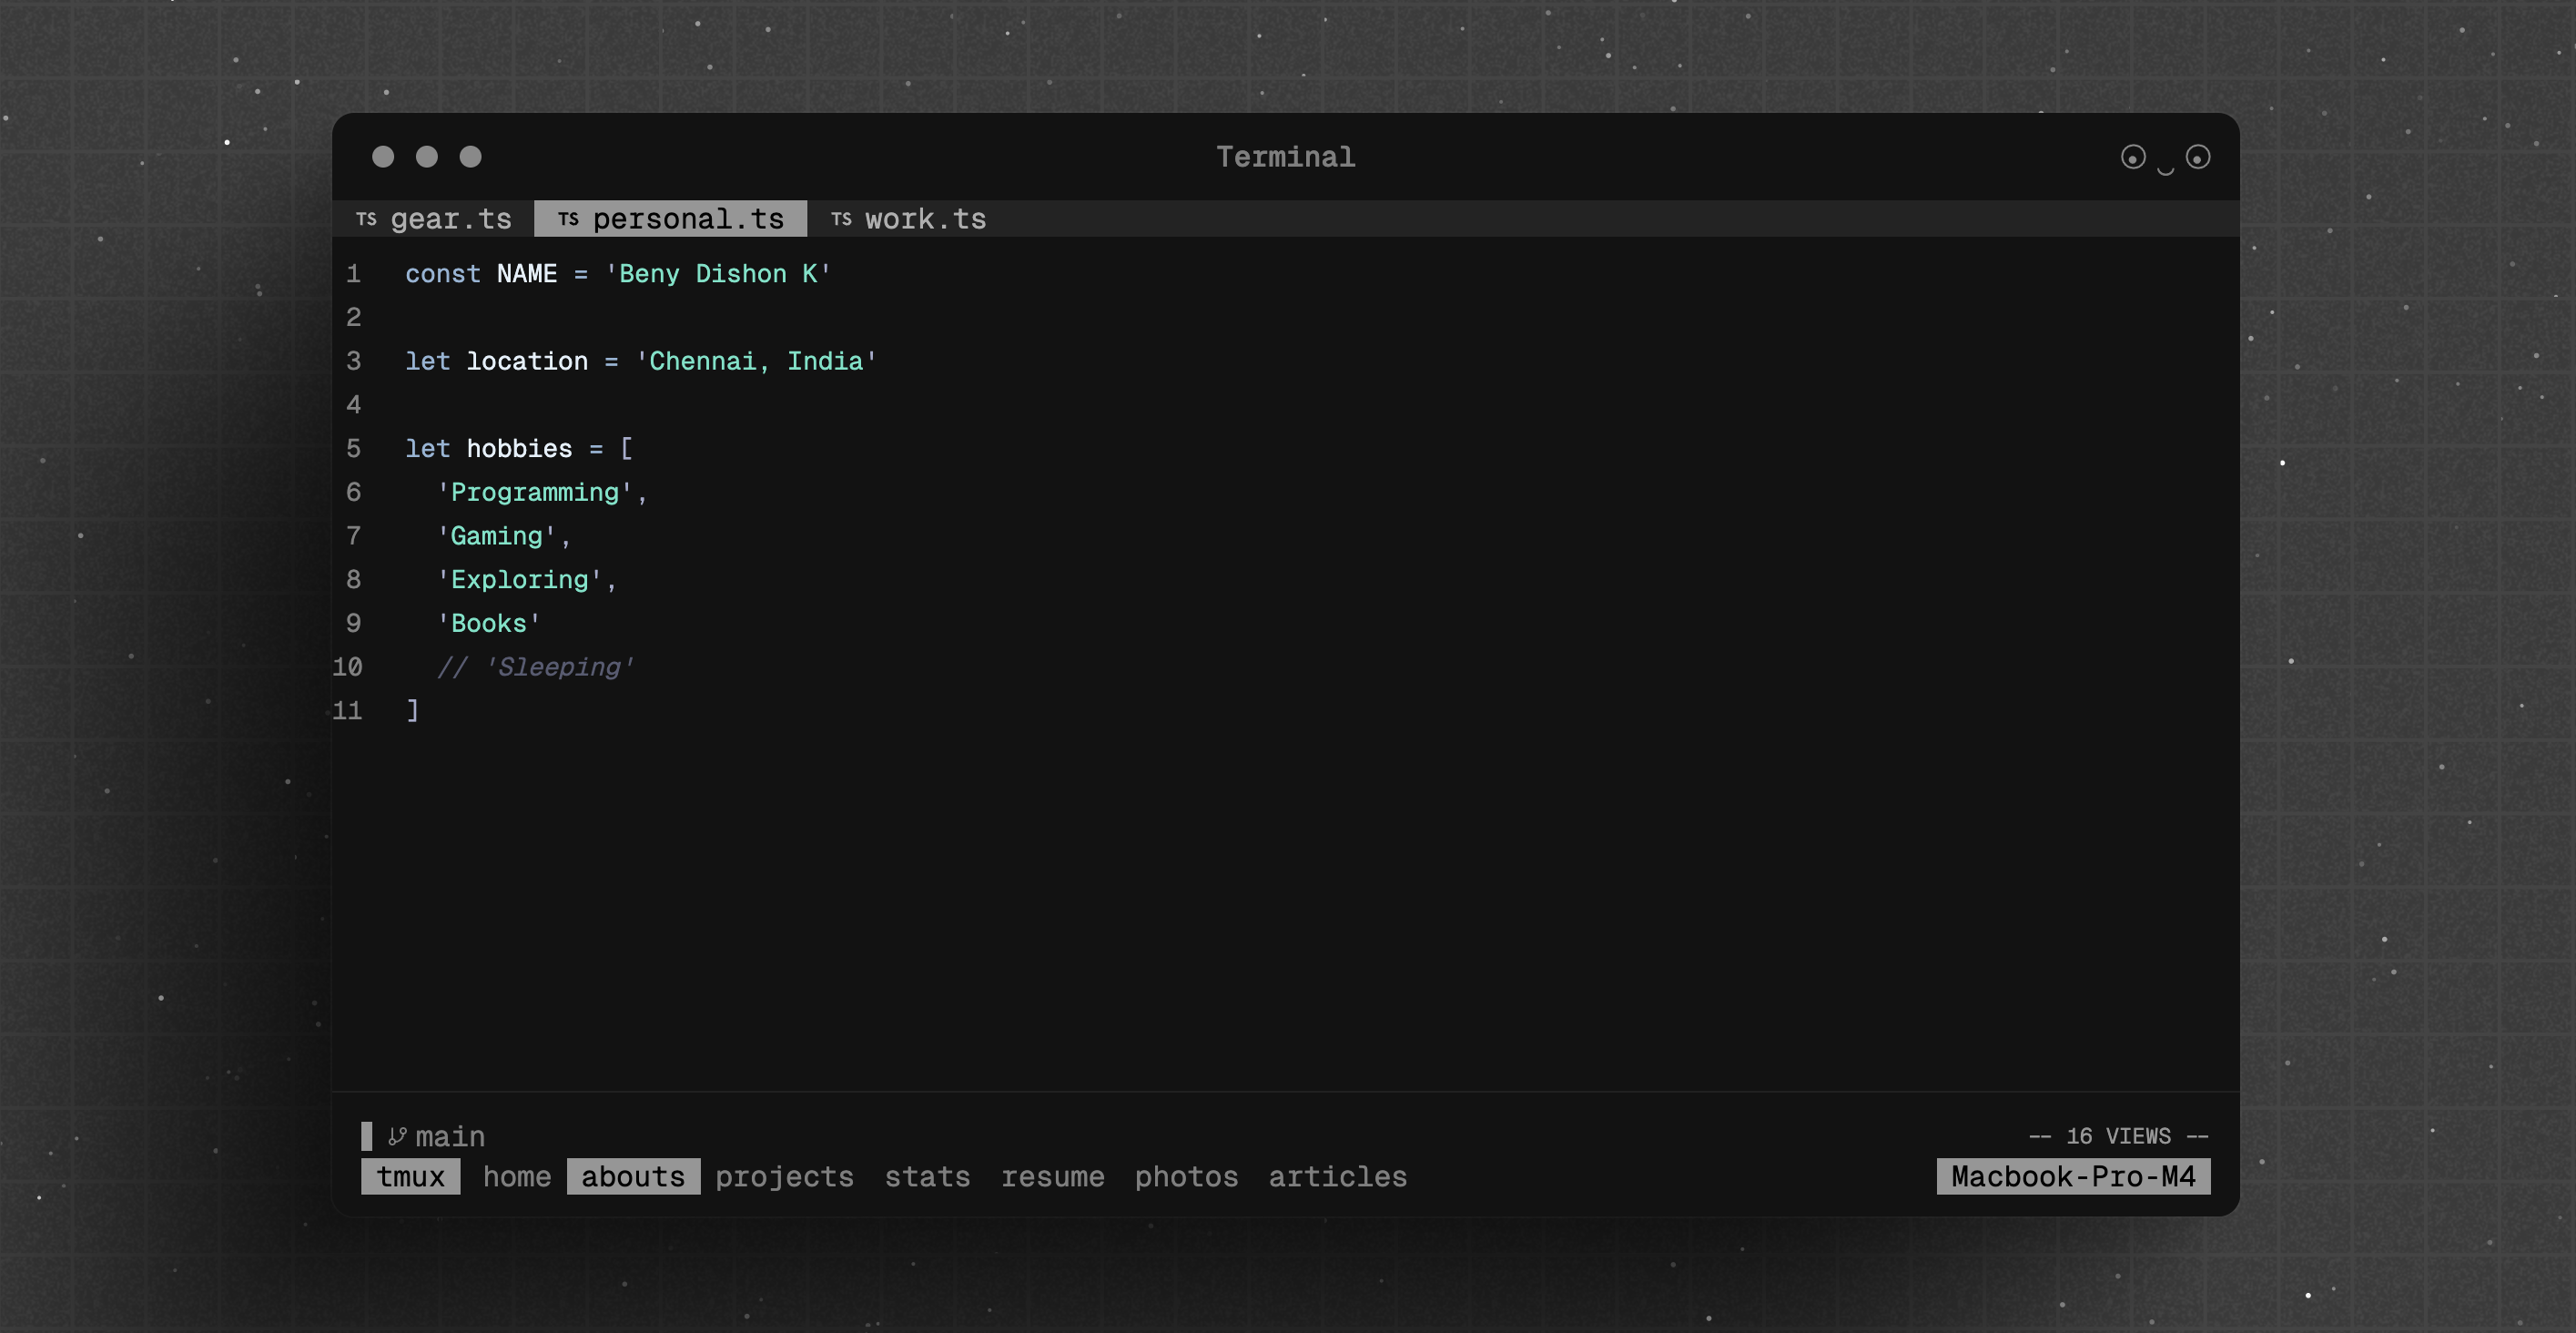 Terminal
TS gear.ts TS personal.ts TS work.ts
1 const NAME = 'Beny Dishon K'
2
3 let location = 'Chennai, India'
4
5 let hobbies = [
6   'Programming',
7   'Gaming',
8   'Exploring',
9   'Books'
10   // 'Sleeping'
11 ]
main -- 16 VIEWS --
tmux home abouts projects stats resume photos articles Macbook-Pro-M4